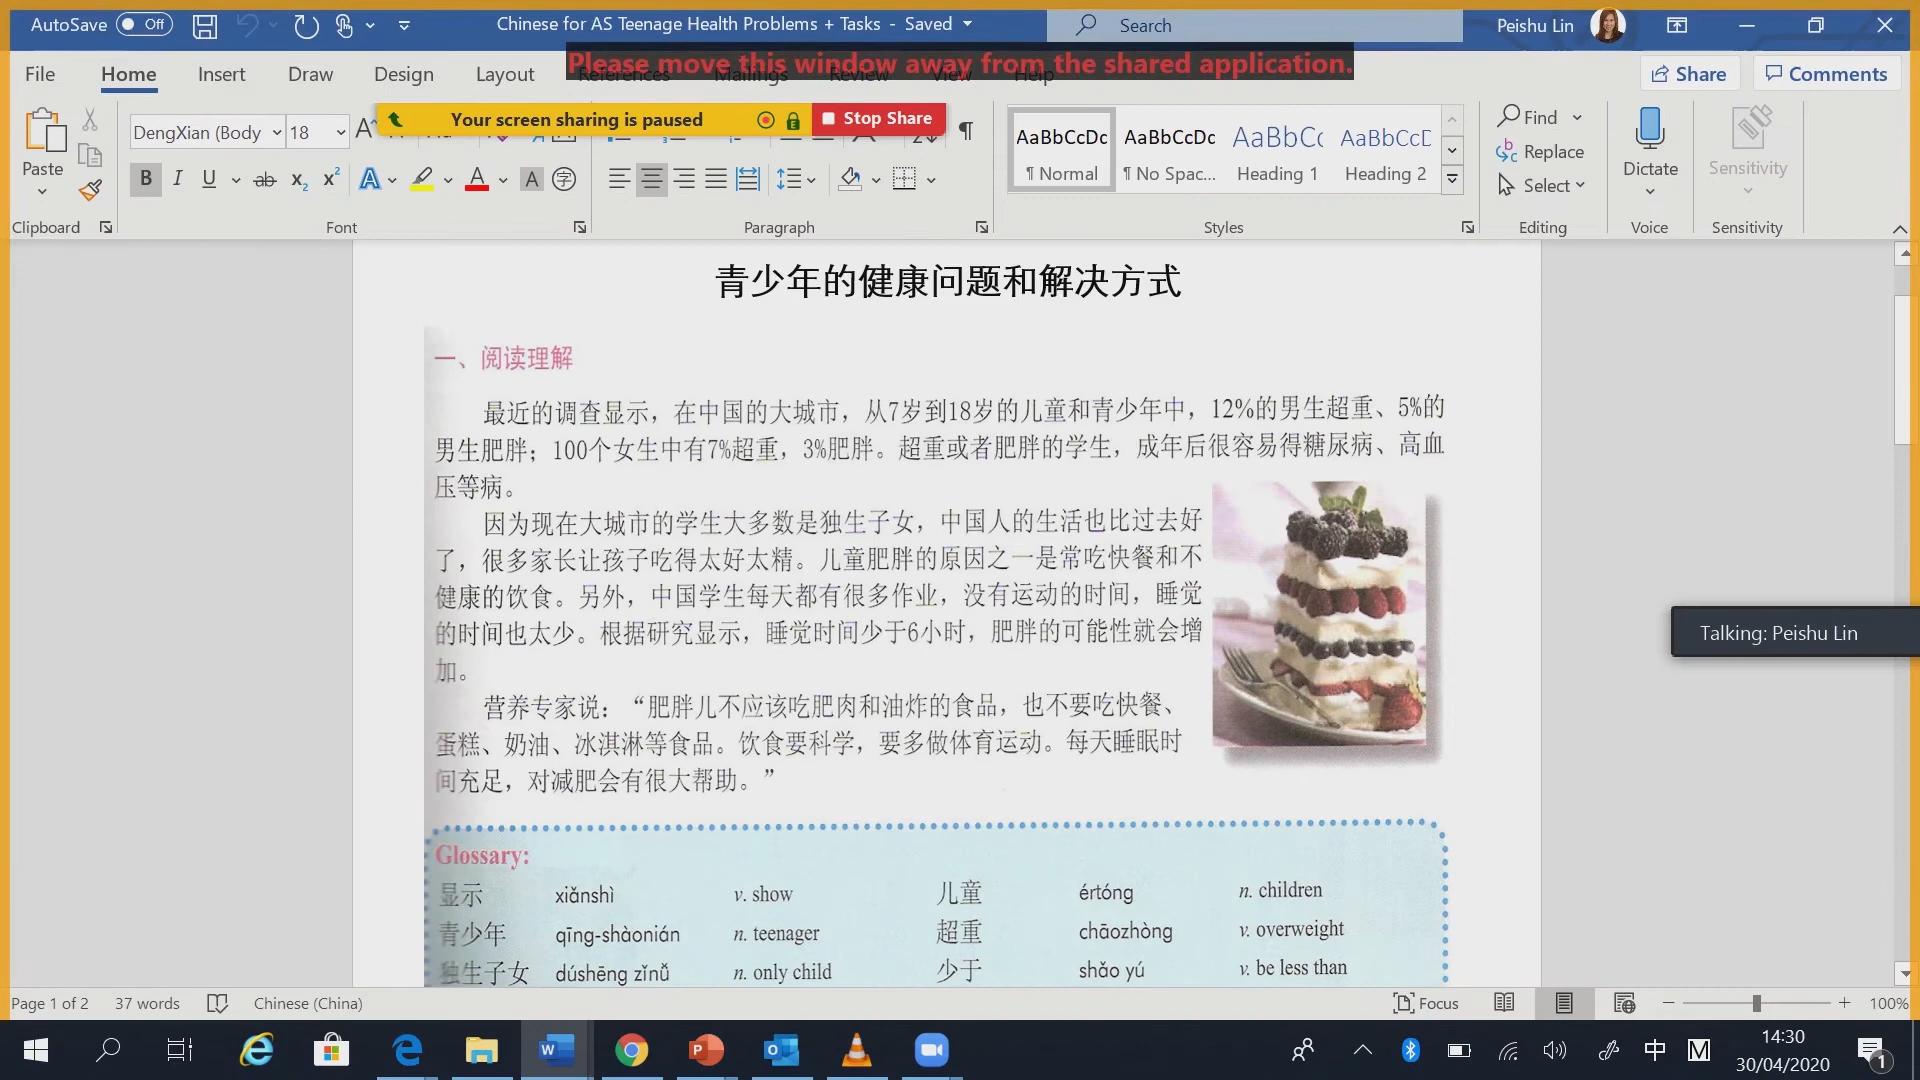 AutoSave Off Chinese for AS Teenage Health Problems + Tasks - Saved Search Peishu Lin
Please move this window away from the shared application.
File Home Insert Draw Design Layout References Mailings Review View Help Share Comments
Your screen sharing is paused Stop Share
Paste DengXian (Body 18
AaBbCcDc AaBbCcDc AaBbCc AaBbCcD
¶ Normal ¶ No Spac... Heading 1 Heading 2
Find Replace Select Dictate Sensitivity
Clipboard Font Paragraph Styles Editing Voice Sensitivity
青少年的健康问题和解决方式
一、阅读理解
最近的调查显示，在中国的大城市，从7岁到18岁的儿童和青少年中，12%的男生超重、5%的
男生肥胖；100个女生中有7%超重，3%肥胖。超重或者肥胖的学生，成年后很容易得糖尿病、高血
压等病。
因为现在大城市的学生大多数是独生子女，中国人的生活也比过去好
了，很多家长让孩子吃得太好太精。儿童肥胖的原因之一是常吃快餐和不
健康的饮食。另外，中国学生每天都有很多作业，没有运动的时间，睡觉
的时间也太少。根据研究显示，睡觉时间少于6小时，肥胖的可能性就会增
加。
营养专家说：“肥胖儿不应该吃肥肉和油炸的食品，也不要吃快餐、
蛋糕、奶油、冰淇淋等食品。饮食要科学，要多做体育运动。每天睡眠时
间充足，对减肥会有很大帮助。”
Talking: Peishu Lin
Glossary:
显示 xiǎnshì v. show 儿童 értóng n. children
青少年 qīng-shàonián n. teenager 超重 chāozhòng v. overweight
独生子女 dúshēng zǐnǚ n. only child 少于 shǎo yú v. be less than
Page 1 of 2 37 words Chinese (China) Focus 100%
中 M 14:30
30/04/2020
1